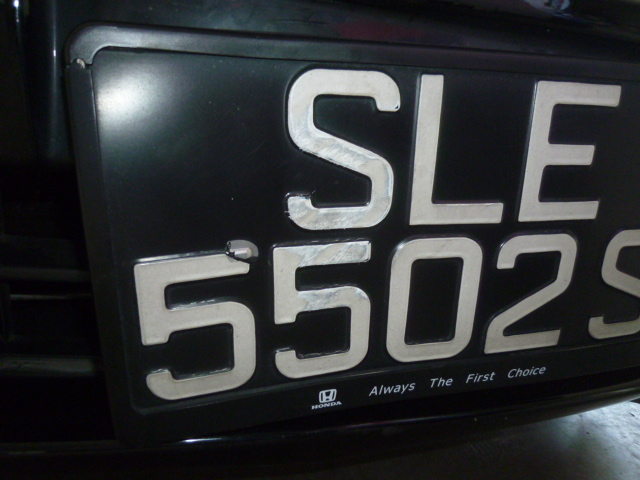 SLE
5502S
HONDA Always The First Choice